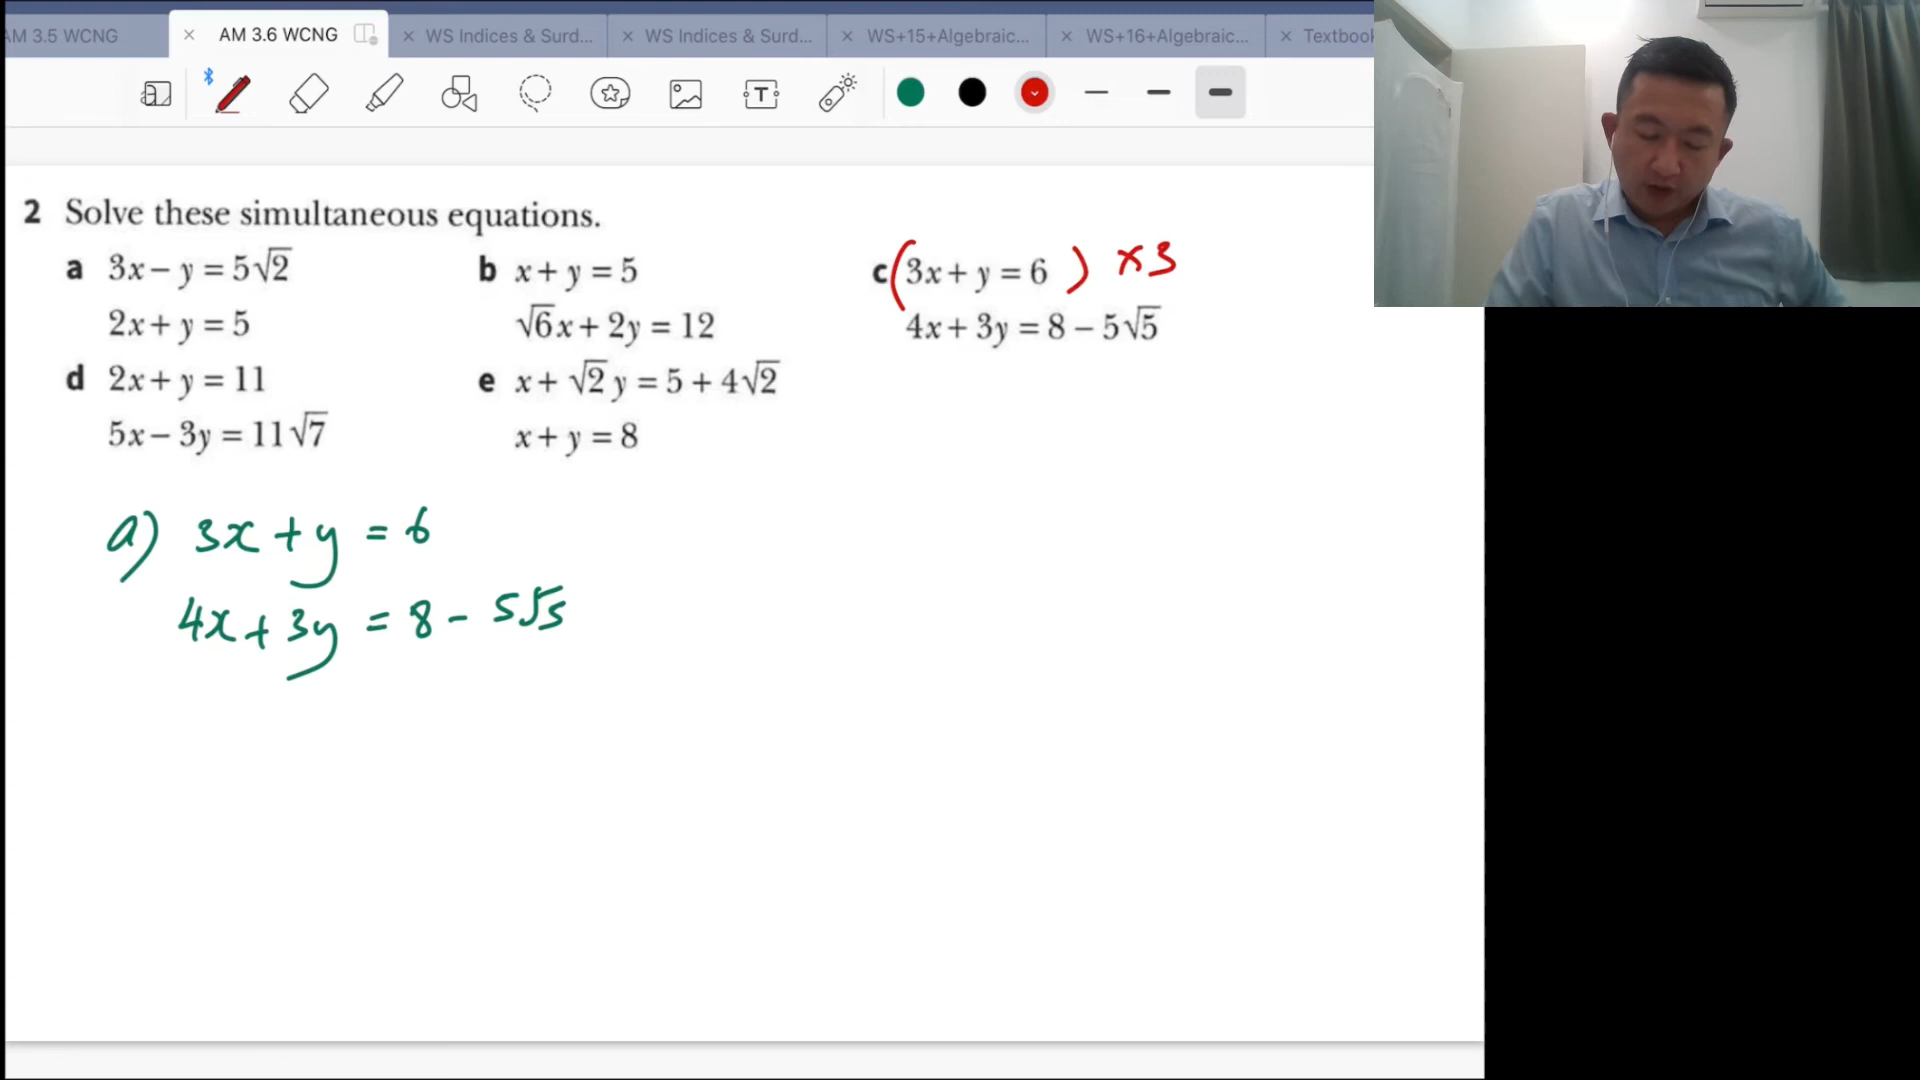 AM 3.5 WCNG
AM 3.6 WCNG
WS Indices & Surd...
WS Indices & Surd...
WS+15+Algebraic...
WS+16+Algebraic...
2 Solve these simultaneous equations.
a 3x − y = 5√2
2x + y = 5
b x + y = 5
√6x + 2y = 12
c (3x + y = 6) ×3
4x + 3y = 8 − 5√5
d 2x + y = 11
5x − 3y = 11√7
e x + √2y = 5 + 4√2
x + y = 8
a) 3x + y = 6
4x + 3y = 8 - 5√5